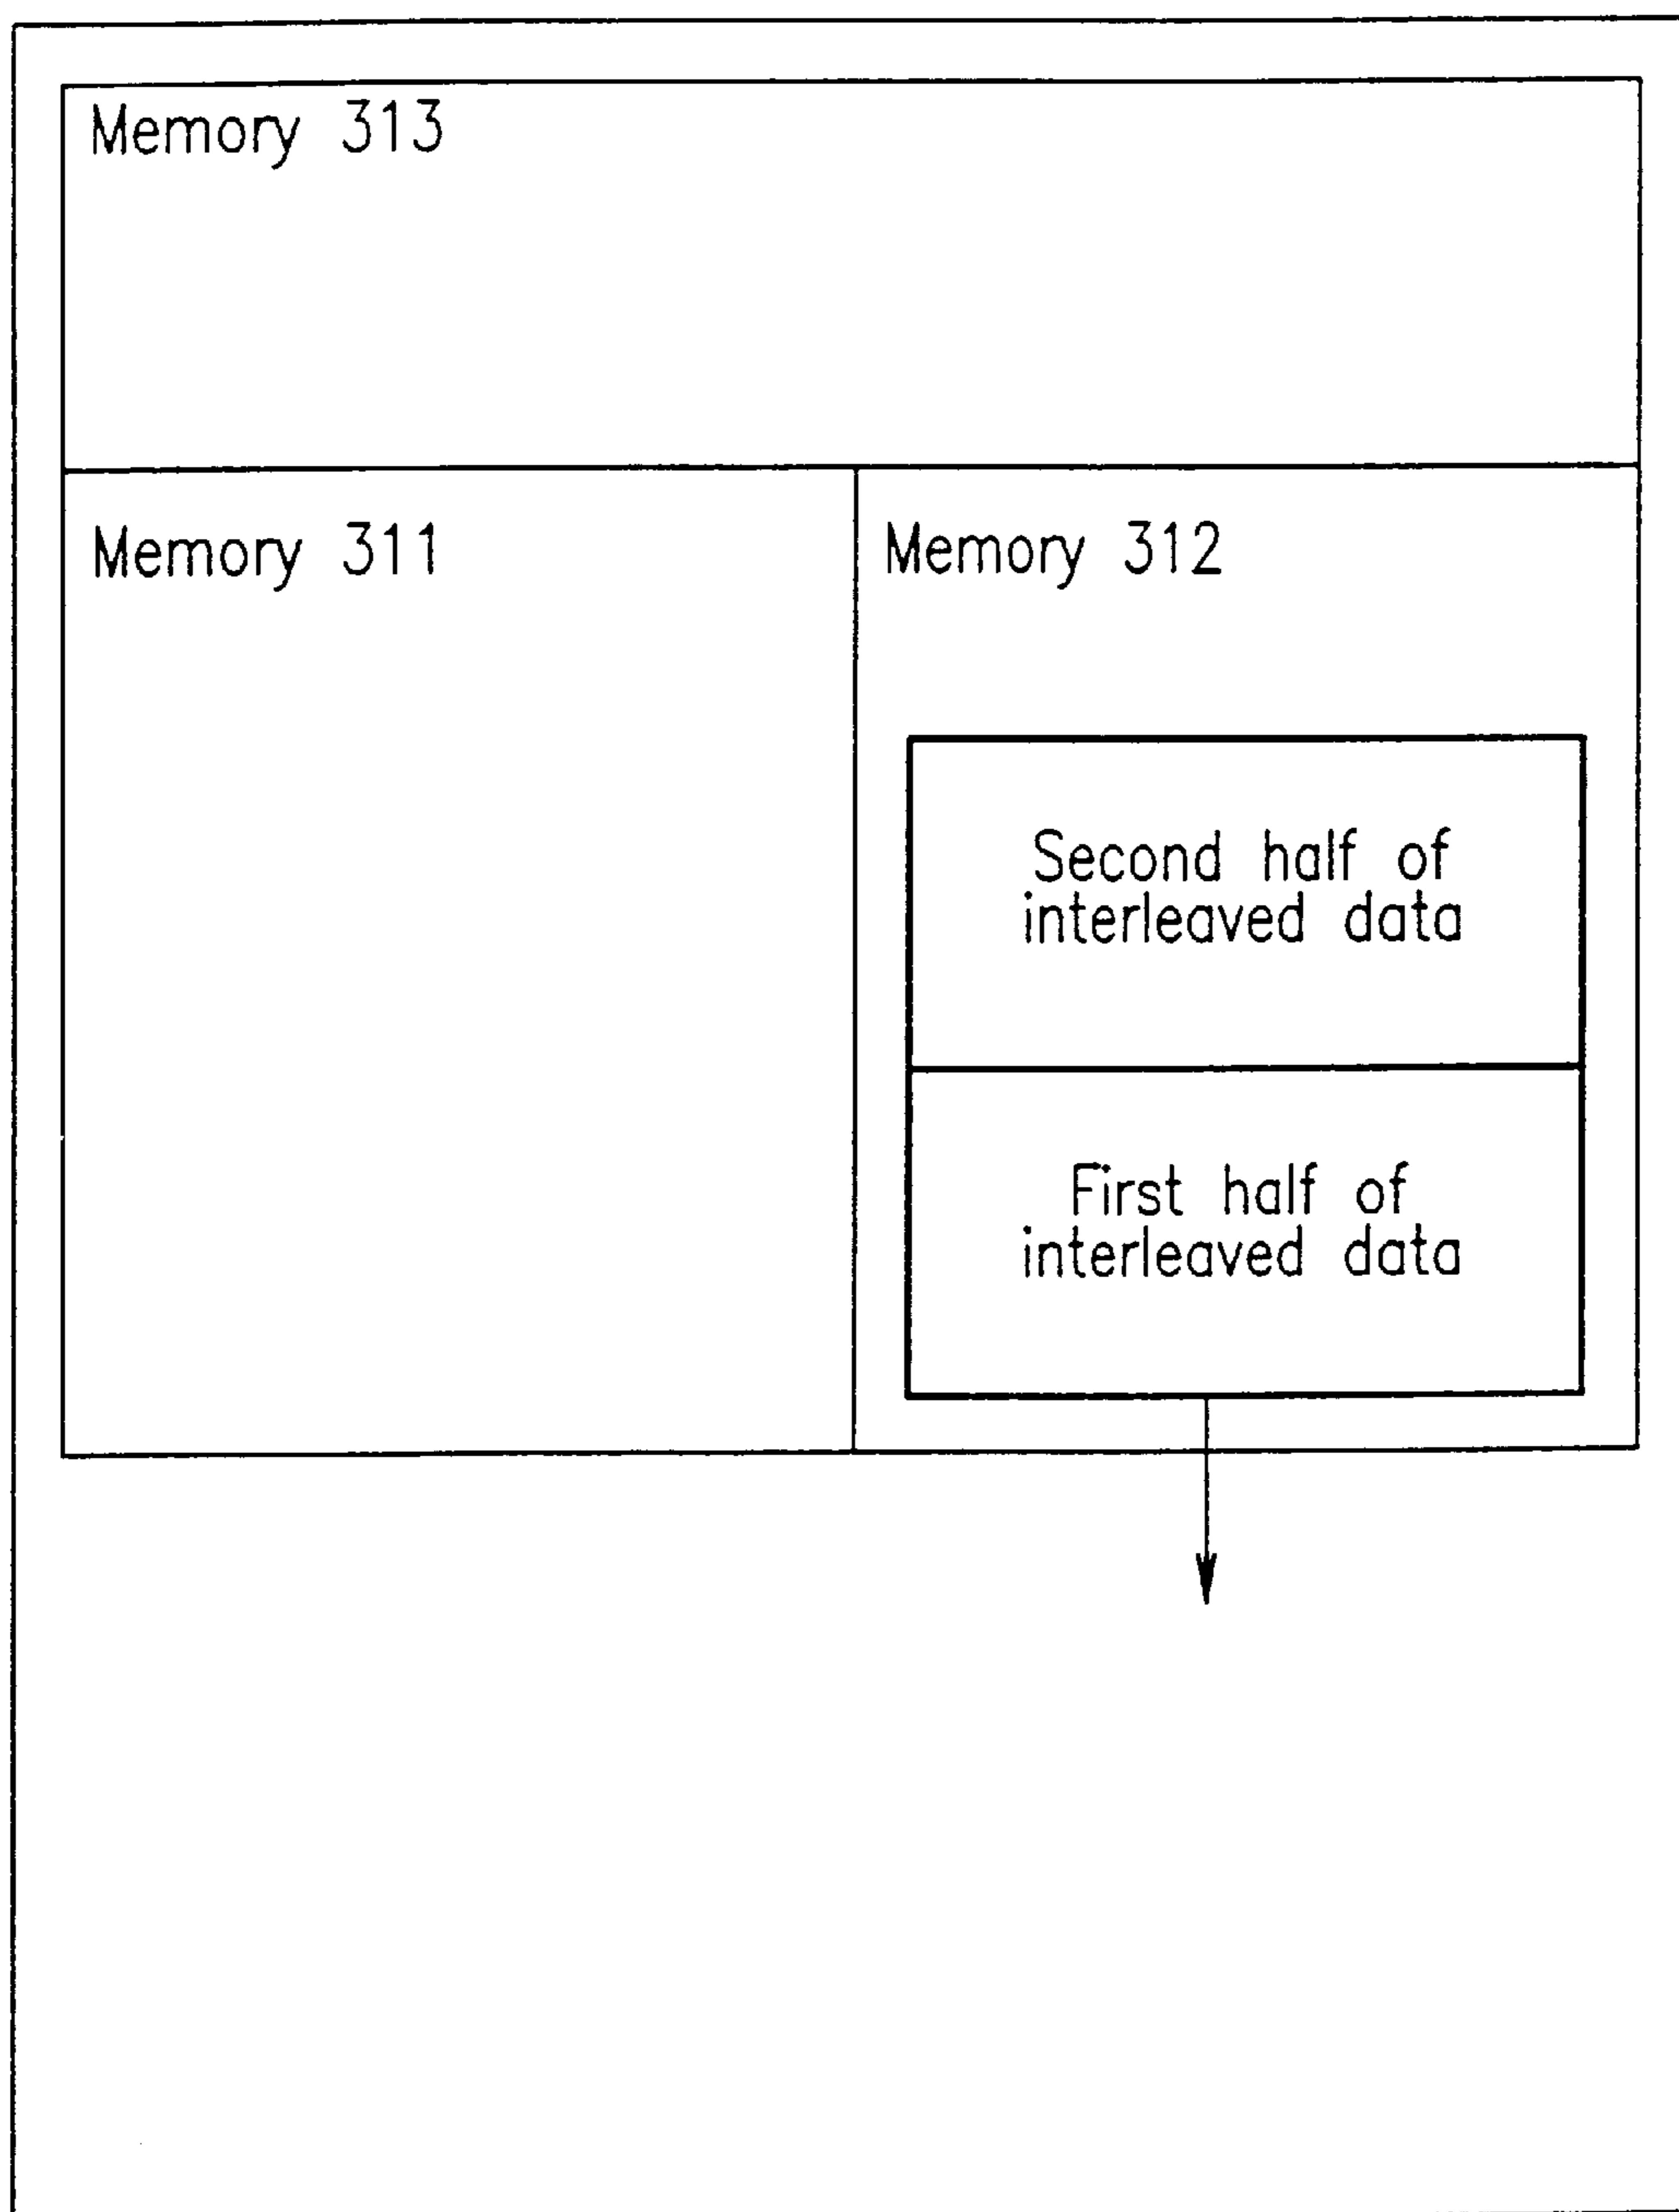 Memory 313
Memory 311
Memory 312
Second half of
interleaved data
First half of
interleaved data